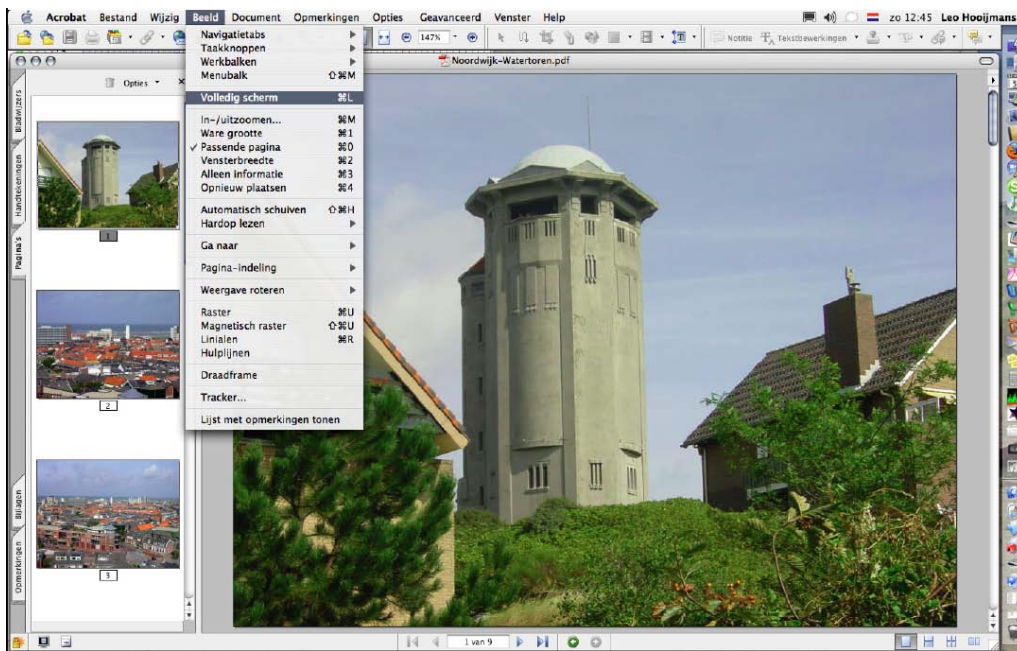 Acrobat Bestand Wijzig Beeld Document Opmerkingen Opties Geavanceerd Venster Help zo 12:45 Leo Hooijmans
147% Notitie Tekstbewerkingen
Noordwijk-Watertoren.pdf
Opties
Bladwijzers
Handtekeningen
Pagina's
Bijlagen
Opmerkingen
1
2
3
Navigatietabs
Taakknoppen
Werkbalken
Menubalk ⇧⌘M
Volledig scherm ⌘L
In-/uitzoomen... ⌘M
Ware grootte ⌘1
✓ Passende pagina ⌘0
Vensterbreedte ⌘2
Alleen informatie ⌘3
Opnieuw plaatsen ⌘4
Automatisch schuiven ⇧⌘H
Hardop lezen
Ga naar
Pagina-indeling
Weergave roteren
Raster ⌘U
Magnetisch raster ⇧⌘U
Linialen ⌘R
Hulplijnen
Draadframe
Tracker...
Lijst met opmerkingen tonen
1 van 9